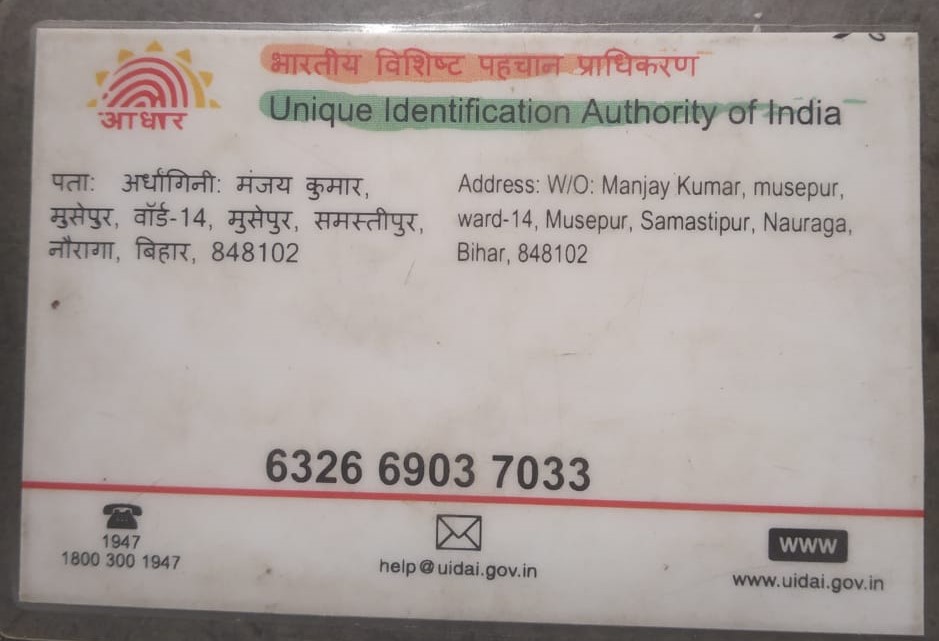 आधार
भारतीय विशिष्ट पहचान प्राधिकरण
Unique Identification Authority of India
पता: अर्धांगिनी: मंजय कुमार,
मुसेपुर, वॉर्ड-14, मुसेपुर, समस्तीपुर,
नौरागा, बिहार, 848102
Address: W/O: Manjay Kumar, musepur,
ward-14, Musepur, Samastipur, Nauraga,
Bihar, 848102
6326 6903 7033
1947
1800 300 1947
help@uidai.gov.in
WWW
www.uidai.gov.in